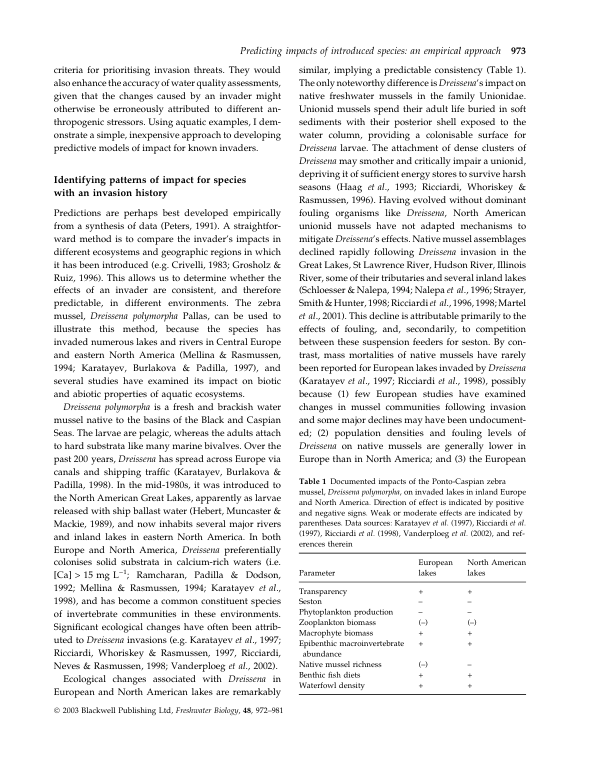 Predicting impacts of introduced species: an empirical approach 973
criteria for prioritising invasion threats. They would
also enhance the accuracy of water quality assessments,
given that the changes caused by an invader might
otherwise be erroneously attributed to different an-
thropogenic stressors. Using aquatic examples, I dem-
onstrate a simple, inexpensive approach to developing
predictive models of impact for known invaders.
Identifying patterns of impact for species
with an invasion history
Predictions are perhaps best developed empirically
from a synthesis of data (Peters, 1991). A straightfor-
ward method is to compare the invader's impacts in
different ecosystems and geographic regions in which
it has been introduced (e.g. Crivelli, 1983; Grosholz &
Ruiz, 1996). This allows us to determine whether the
effects of an invader are consistent, and therefore
predictable, in different environments. The zebra
mussel, Dreissena polymorpha Pallas, can be used to
illustrate this method, because the species has
invaded numerous lakes and rivers in Central Europe
and eastern North America (Mellina & Rasmussen,
1994; Karatayev, Burlakova & Padilla, 1997), and
several studies have examined its impact on biotic
and abiotic properties of aquatic ecosystems.
Dreissena polymorpha is a fresh and brackish water
mussel native to the basins of the Black and Caspian
Seas. The larvae are pelagic, whereas the adults attach
to hard substrata like many marine bivalves. Over the
past 200 years, Dreissena has spread across Europe via
canals and shipping traffic (Karatayev, Burlakova &
Padilla, 1998). In the mid-1980s, it was introduced to
the North American Great Lakes, apparently as larvae
released with ship ballast water (Hebert, Muncaster &
Mackie, 1989), and now inhabits several major rivers
and inland lakes in eastern North America. In both
Europe and North America, Dreissena preferentially
colonises solid substrata in calcium-rich waters (i.e.
[Ca] > 15 mg L−1; Ramcharan, Padilla & Dodson,
1992; Mellina & Rasmussen, 1994; Karatayev et al.,
1998), and has become a common constituent species
of invertebrate communities in these environments.
Significant ecological changes have often been attrib-
uted to Dreissena invasions (e.g. Karatayev et al., 1997;
Ricciardi, Whoriskey & Rasmussen, 1997, Ricciardi,
Neves & Rasmussen, 1998; Vanderploeg et al., 2002).
Ecological changes associated with Dreissena in
European and North American lakes are remarkably
similar, implying a predictable consistency (Table 1).
The only noteworthy difference is Dreissena's impact on
native freshwater mussels in the family Unionidae.
Unionid mussels spend their adult life buried in soft
sediments with their posterior shell exposed to the
water column, providing a colonisable surface for
Dreissena larvae. The attachment of dense clusters of
Dreissena may smother and critically impair a unionid,
depriving it of sufficient energy stores to survive harsh
seasons (Haag et al., 1993; Ricciardi, Whoriskey &
Rasmussen, 1996). Having evolved without dominant
fouling organisms like Dreissena, North American
unionid mussels have not adapted mechanisms to
mitigate Dreissena's effects. Native mussel assemblages
declined rapidly following Dreissena invasion in the
Great Lakes, St Lawrence River, Hudson River, Illinois
River, some of their tributaries and several inland lakes
(Schloesser & Nalepa, 1994; Nalepa et al., 1996; Strayer,
Smith & Hunter, 1998; Ricciardi et al., 1996, 1998; Martel
et al., 2001). This decline is attributable primarily to the
effects of fouling, and, secondarily, to competition
between these suspension feeders for seston. By con-
trast, mass mortalities of native mussels have rarely
been reported for European lakes invaded by Dreissena
(Karatayev et al., 1997; Ricciardi et al., 1998), possibly
because (1) few European studies have examined
changes in mussel communities following invasion
and some major declines may have been undocument-
ed; (2) population densities and fouling levels of
Dreissena on native mussels are generally lower in
Europe than in North America; and (3) the European
Table 1 Documented impacts of the Ponto-Caspian zebra
mussel, Dreissena polymorpha, on invaded lakes in inland Europe
and North America. Direction of effect is indicated by positive
and negative signs. Weak or moderate effects are indicated by
parentheses. Data sources: Karatayev et al. (1997), Ricciardi et al.
(1997), Ricciardi et al. (1998), Vanderploeg et al. (2002), and ref-
erences therein
Parameter European lakes North American lakes
Transparency + +
Seston – –
Phytoplankton production – –
Zooplankton biomass (–) (–)
Macrophyte biomass + +
Epibenthic macroinvertebrate + +
abundance
Native mussel richness (–) –
Benthic fish diets + +
Waterfowl density + +
© 2003 Blackwell Publishing Ltd, Freshwater Biology, 48, 972–981